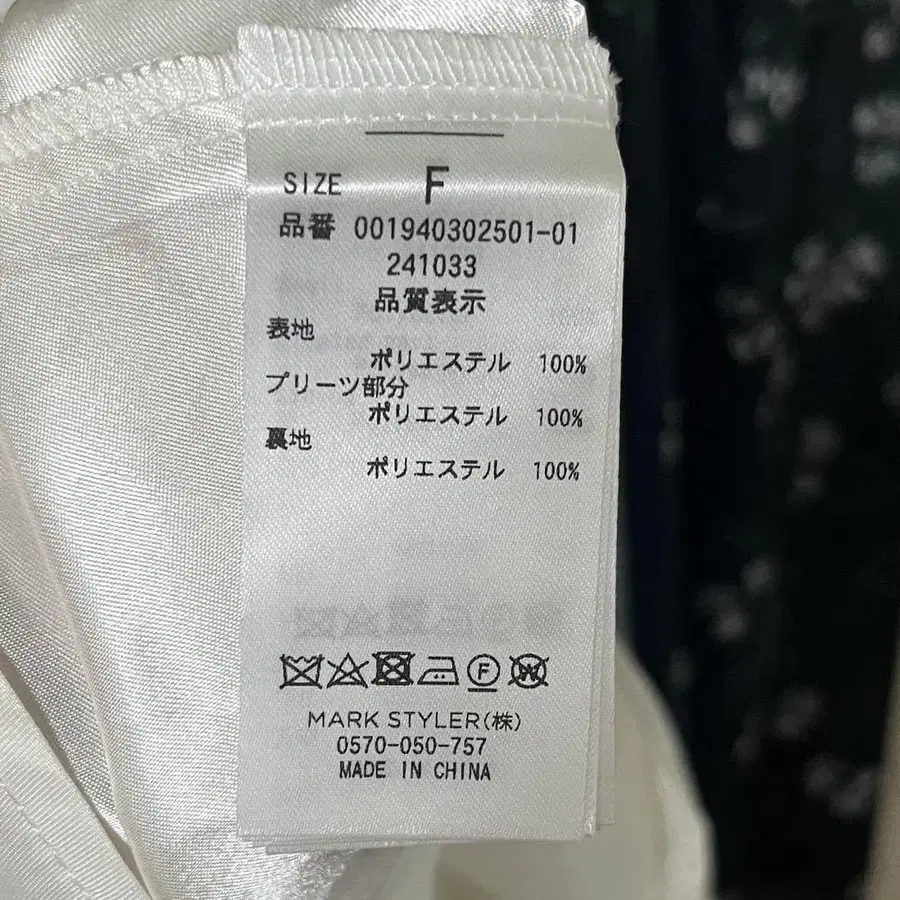 SIZE F
品番 001940302501-01
241033
品質表示
表地
ポリエステル 100%
プリーツ部分
ポリエステル 100%
裏地
ポリエステル 100%
F W
MARK STYLER(株)
0570-050-757
MADE IN CHINA